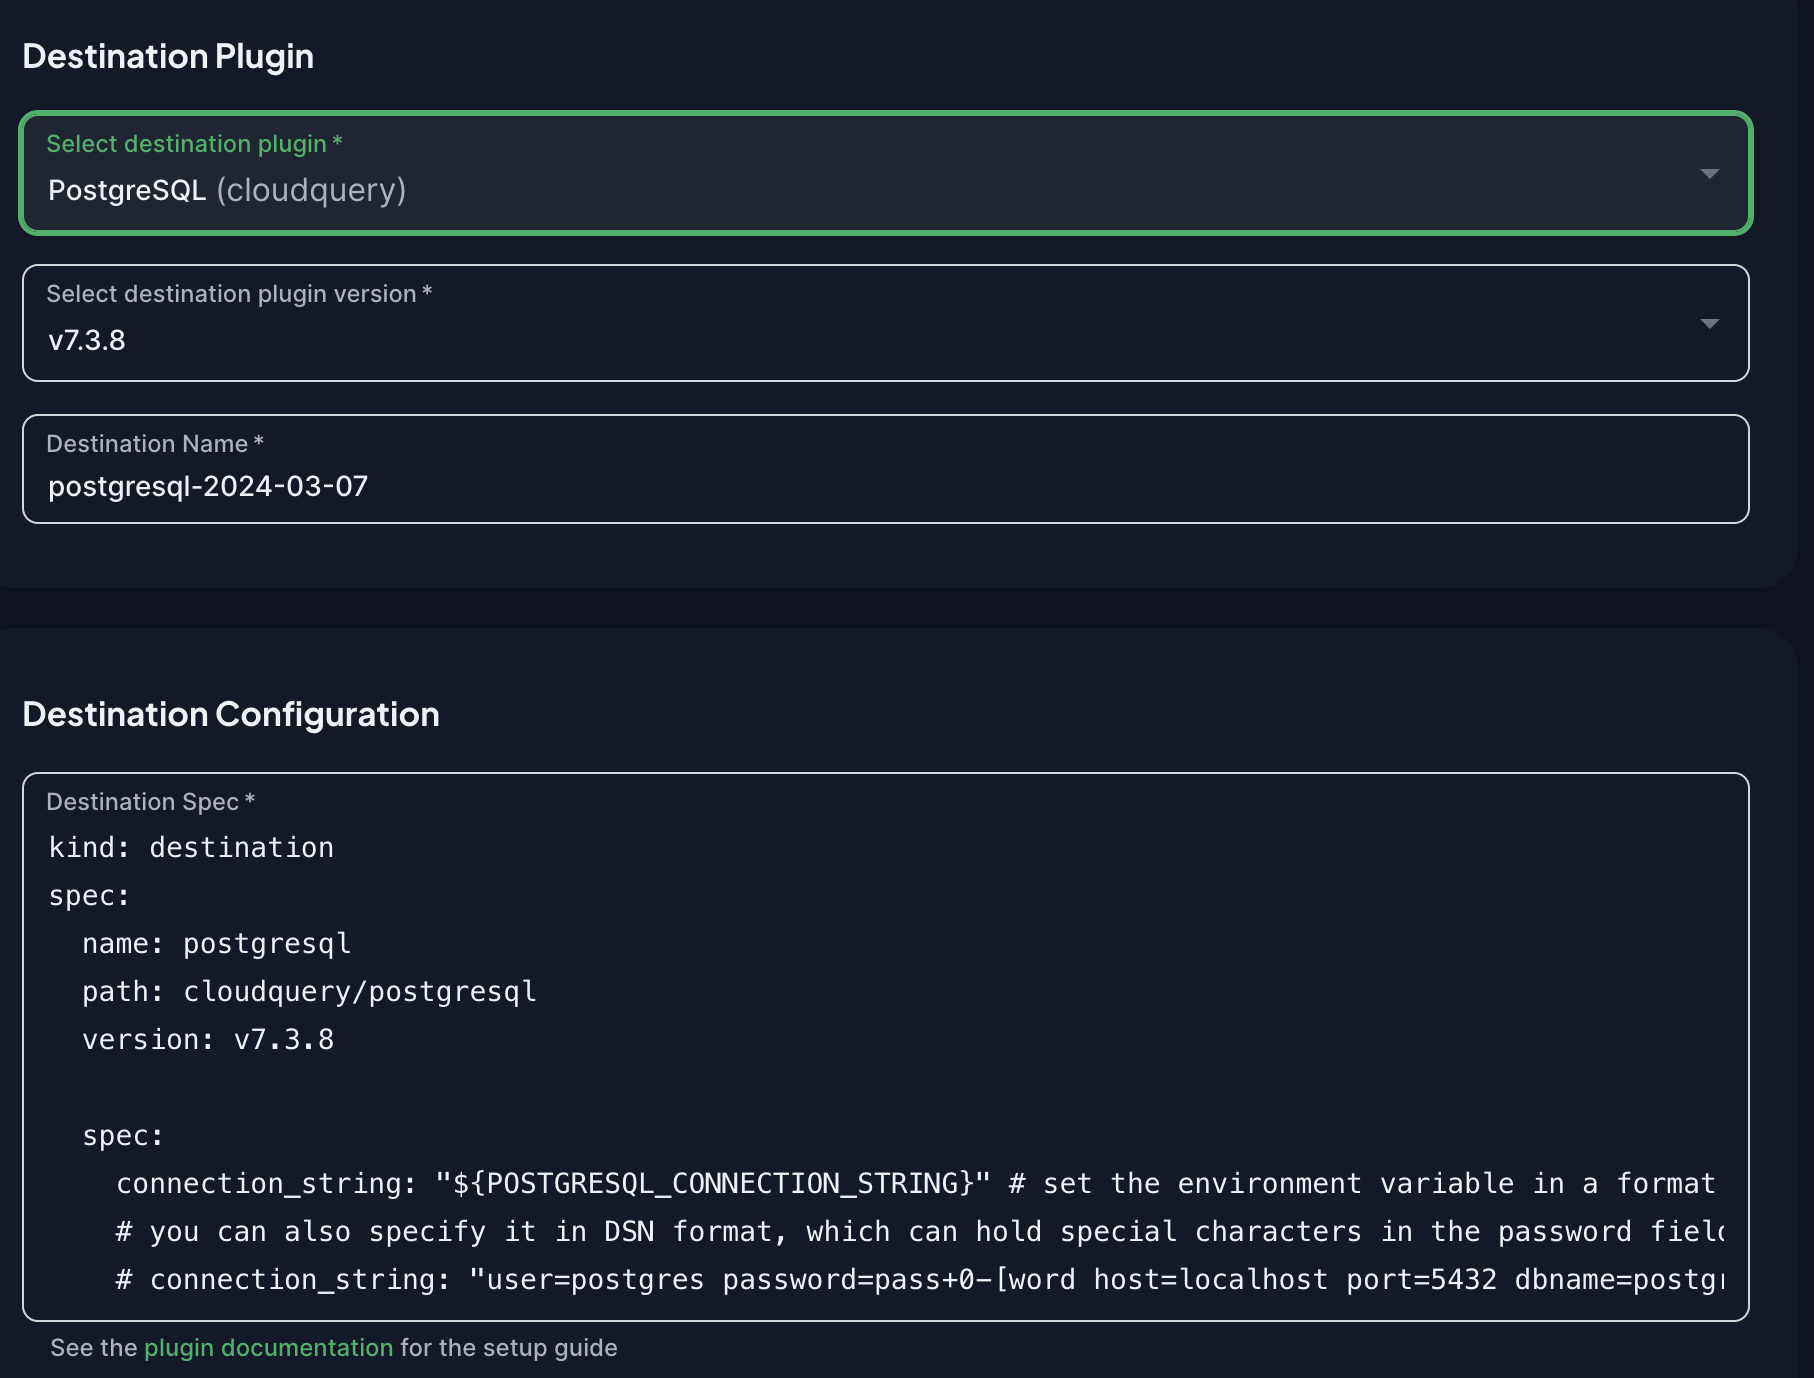 Destination Plugin
Select destination plugin *
PostgreSQL (cloudquery)
Select destination plugin version *
v7.3.8
Destination Name *
postgresql-2024-03-07
Destination Configuration
Destination Spec *
kind: destination
spec:
  name: postgresql
  path: cloudquery/postgresql
  version: v7.3.8
  spec:
    connection_string: "${POSTGRESQL_CONNECTION_STRING}" # set the environment variable in a format
    # you can also specify it in DSN format, which can hold special characters in the password field
    # connection_string: "user=postgres password=pass+0-[word host=localhost port=5432 dbname=postgr
See the plugin documentation for the setup guide